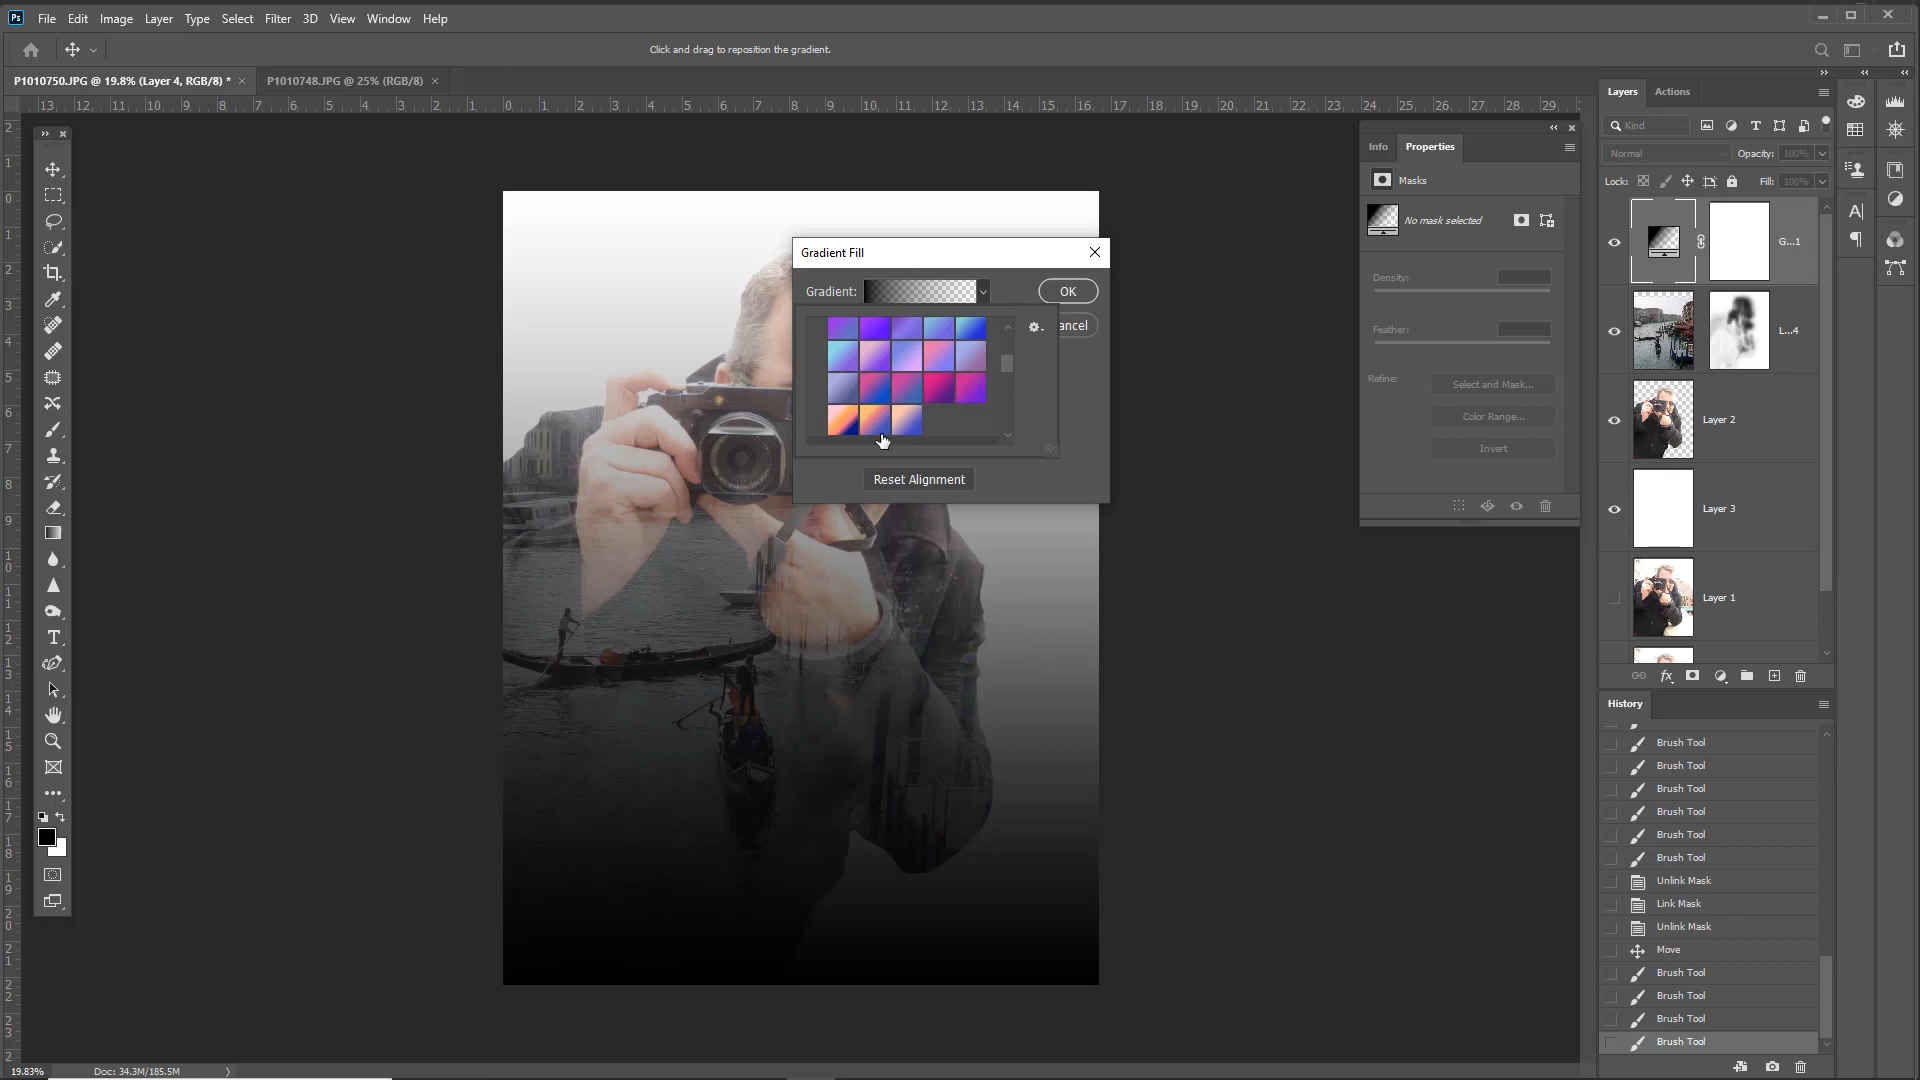 Ps File Edit Image Layer Type Select Filter 3D View Window Help
Click and drag to reposition the gradient.
P1010750.JPG @ 19.8% (Layer 4, RGB/8) * × P1010748.JPG @ 25% (RGB/8) ×
13 12 11 10 9 8 7 6 5 4 3 2 1 0 1 2 3 4 5 6 7 8 9 10 11 12 13 14 15 16 17 18 19 20 21 22 23 24 25 26 27 28 29
Gradient Fill
Gradient:
OK
ancel
Reset Alignment
Info Properties
Masks
No mask selected
Density:
Feather:
Refine:
Select and Mask...
Color Range...
Invert
Layers Actions
Kind
Normal Opacity: 100%
Lock: Fill: 100%
G...1
L...4
Layer 2
Layer 3
Layer 1
fx
History
Brush Tool
Brush Tool
Brush Tool
Brush Tool
Brush Tool
Brush Tool
Unlink Mask
Link Mask
Unlink Mask
Move
Brush Tool
Brush Tool
Brush Tool
Brush Tool
19.83% Doc: 34.3M/185.5M